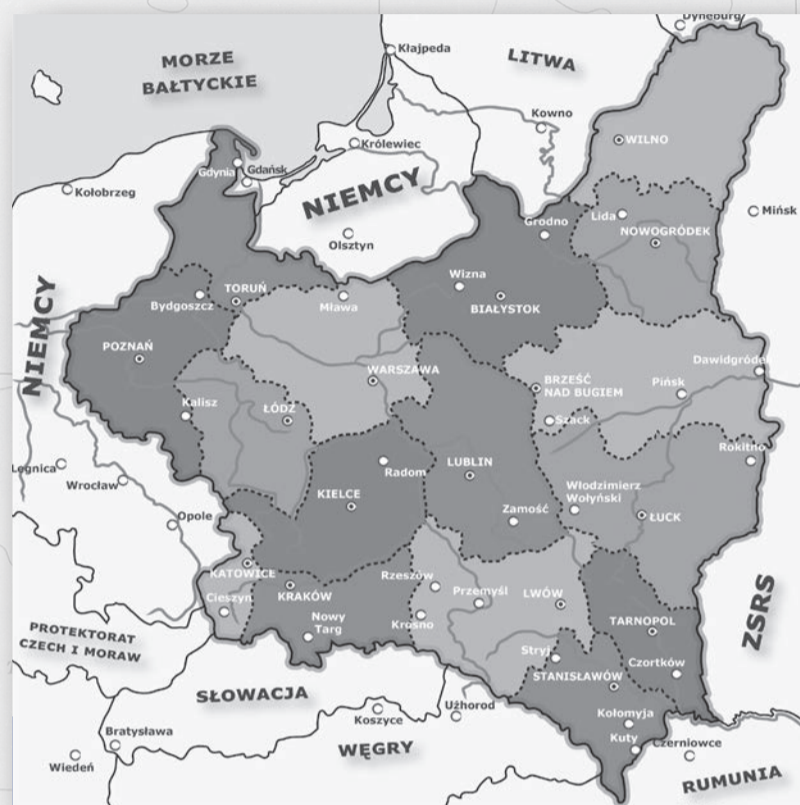 Dyneburg
MORZE
BAŁTYCKIE
Kłajpeda
LITWA
Kowno
WILNO
Królewiec
Gdynia
Gdańsk
NIEMCY
Kołobrzeg
Olsztyn
Grodno
Lida
NOWOGRÓDEK
Mińsk
Wizna
BIAŁYSTOK
TORUŃ
Bydgoszcz
Mława
NIEMCY
POZNAŃ
WARSZAWA
BRZEŚĆ
NAD BUGIEM
Pińsk
Dawidgródek
Kalisz
ŁÓDŹ
Szack
Rokitno
Legnica
Wrocław
Radom
LUBLIN
KIELCE
Włodzimierz
Wołyński
ŁUCK
Zamość
Opole
KATOWICE
KRAKÓW
Rzeszów
Przemyśl
LWÓW
Cieszyn
Nowy
Targ
Krosno
TARNOPOL
ZSRS
PROTEKTORAT
CZECH I MORAW
Stryj
STANISŁAWÓW
Czortków
SŁOWACJA
Koszyce
Użhorod
Kołomyja
Kuty
Czerniowce
Bratysława
Wiedeń
WĘGRY
RUMUNIA